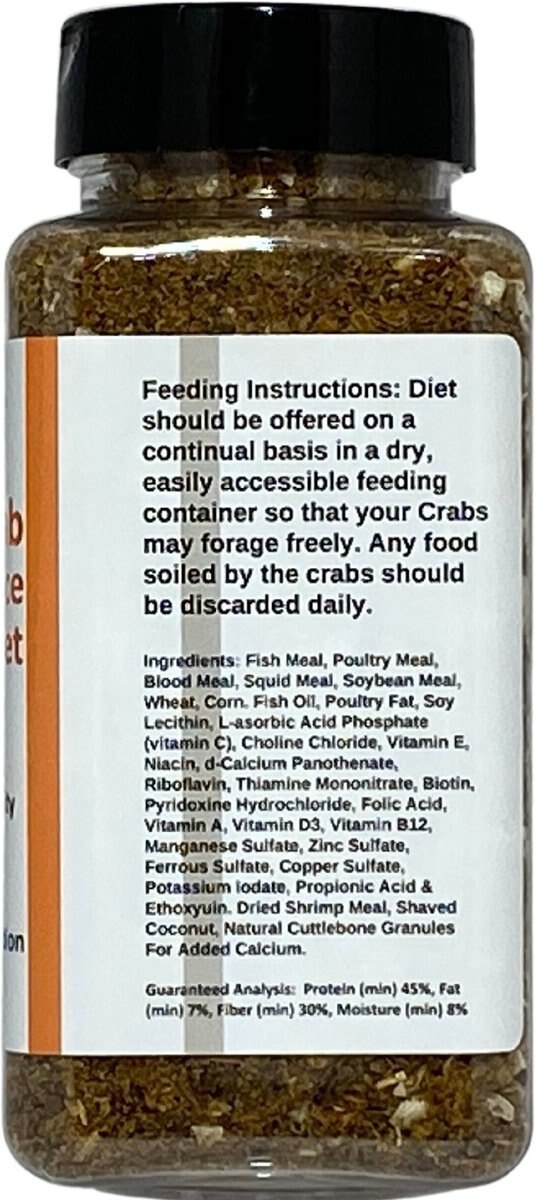 Feeding Instructions: Diet
should be offered on a
continual basis in a dry,
easily accessible feeding
container so that your Crabs
may forage freely. Any food
soiled by the crabs should
be discarded daily.
Ingredients: Fish Meal, Poultry Meal,
Blood Meal, Squid Meal, Soybean Meal,
Wheat, Corn. Fish Oil, Poultry Fat, Soy
Lecithin, L-asorbic Acid Phosphate
(vitamin C), Choline Chloride, Vitamin E,
Niacin, d-Calcium Panothenate,
Riboflavin, Thiamine Mononitrate, Biotin,
Pyridoxine Hydrochloride, Folic Acid,
Vitamin A, Vitamin D3, Vitamin B12,
Manganese Sulfate, Zinc Sulfate,
Ferrous Sulfate, Copper Sulfate,
Potassium Iodate, Propionic Acid &
Ethoxyuin. Dried Shrimp Meal, Shaved
Coconut, Natural Cuttlebone Granules
For Added Calcium.
Guaranteed Analysis: Protein (min) 45%, Fat
(min) 7%, Fiber (min) 30%, Moisture (min) 8%